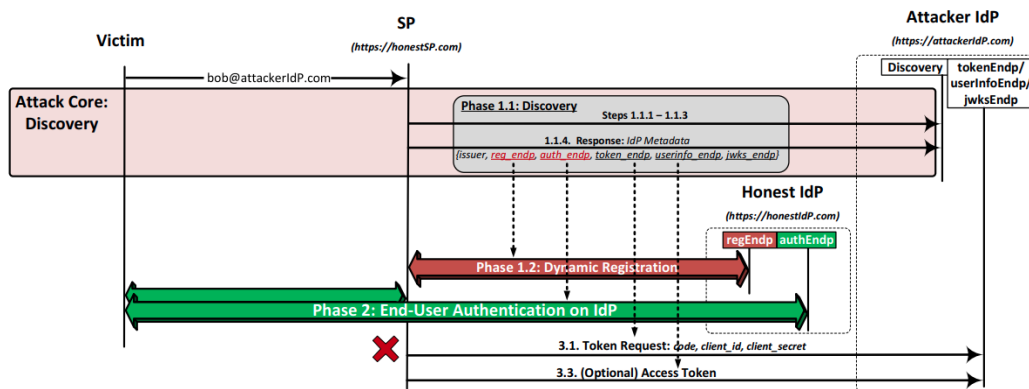 Attacker IdP
(https://attackerIdP.com)
SP
(https://honestSP.com)
Victim
Discovery
tokenEndp/
userInfoEndp/
jwksEndp
bob@attackerIdP.com
Attack Core:
Discovery
Phase 1.1: Discovery
Steps 1.1.1 – 1.1.3
1.1.4. Response: IdP Metadata
(issuer, reg_endp, auth_endp, token_endp, userinfo_endp, jwks_endp)
Honest IdP
(https://honestIdP.com)
regEndp
authEndp
Phase 1.2: Dynamic Registration
Phase 2: End-User Authentication on IdP
3.1. Token Request: code, client_id, client_secret
3.3. (Optional) Access Token